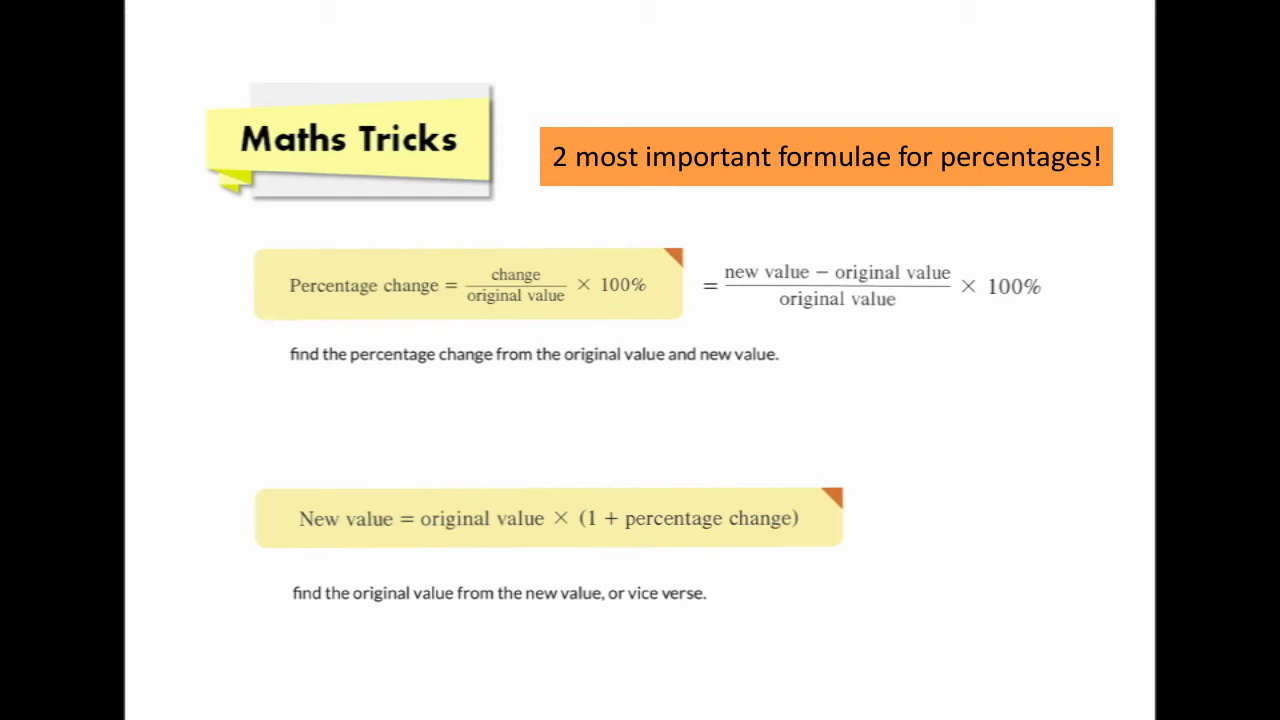 Maths Tricks
2 most important formulae for percentages!
Percentage change = change / original value × 100% = new value − original value / original value × 100%
find the percentage change from the original value and new value.
New value = original value × (1 + percentage change)
find the original value from the new value, or vice verse.